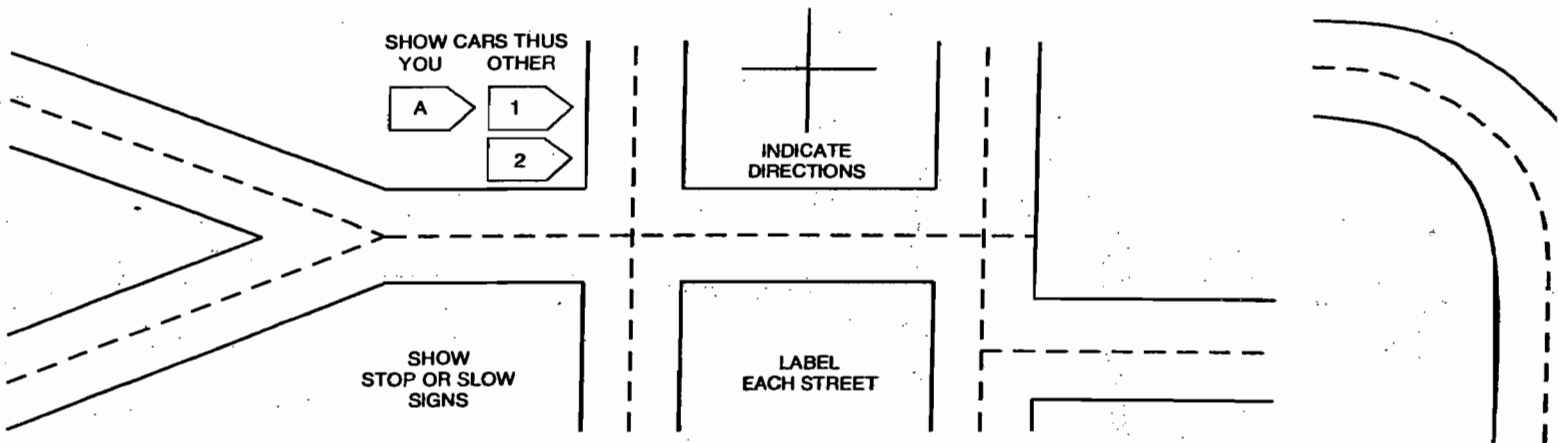 SHOW CARS THUS
YOU OTHER
A 1
2
INDICATE
DIRECTIONS
SHOW
STOP OR SLOW
SIGNS
LABEL
EACH STREET